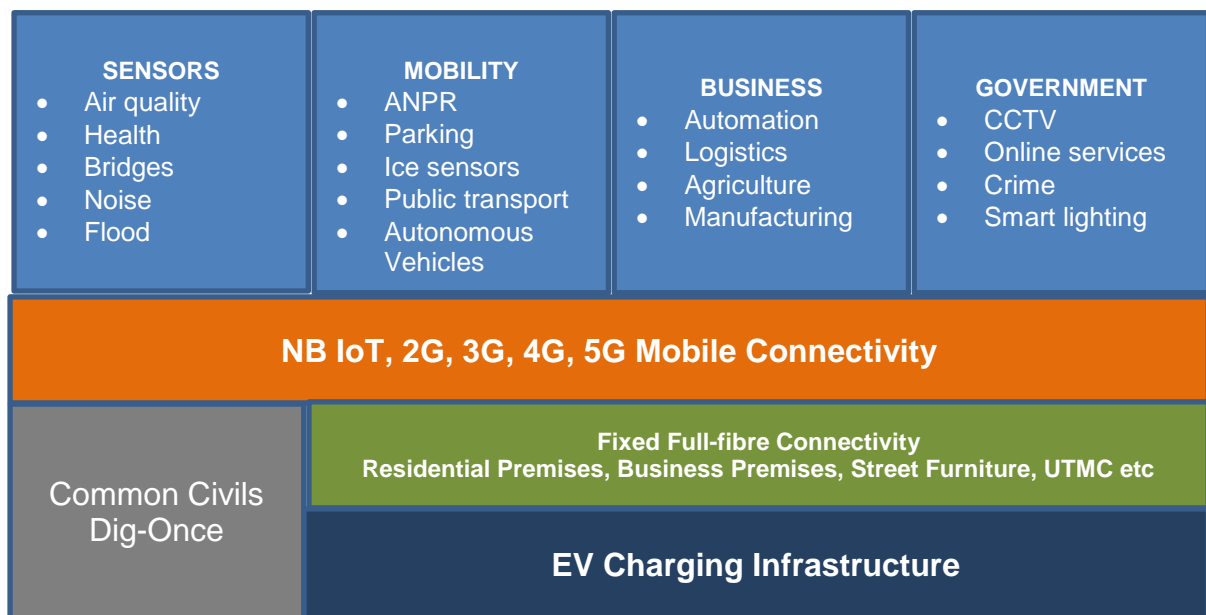 SENSORS
• Air quality
• Health
• Bridges
• Noise
• Flood
MOBILITY
• ANPR
• Parking
• Ice sensors
• Public transport
• Autonomous
Vehicles
BUSINESS
• Automation
• Logistics
• Agriculture
• Manufacturing
GOVERNMENT
• CCTV
• Online services
• Crime
• Smart lighting
NB IoT, 2G, 3G, 4G, 5G Mobile Connectivity
Common Civils
Dig-Once
Fixed Full-fibre Connectivity
Residential Premises, Business Premises, Street Furniture, UTMC etc
EV Charging Infrastructure